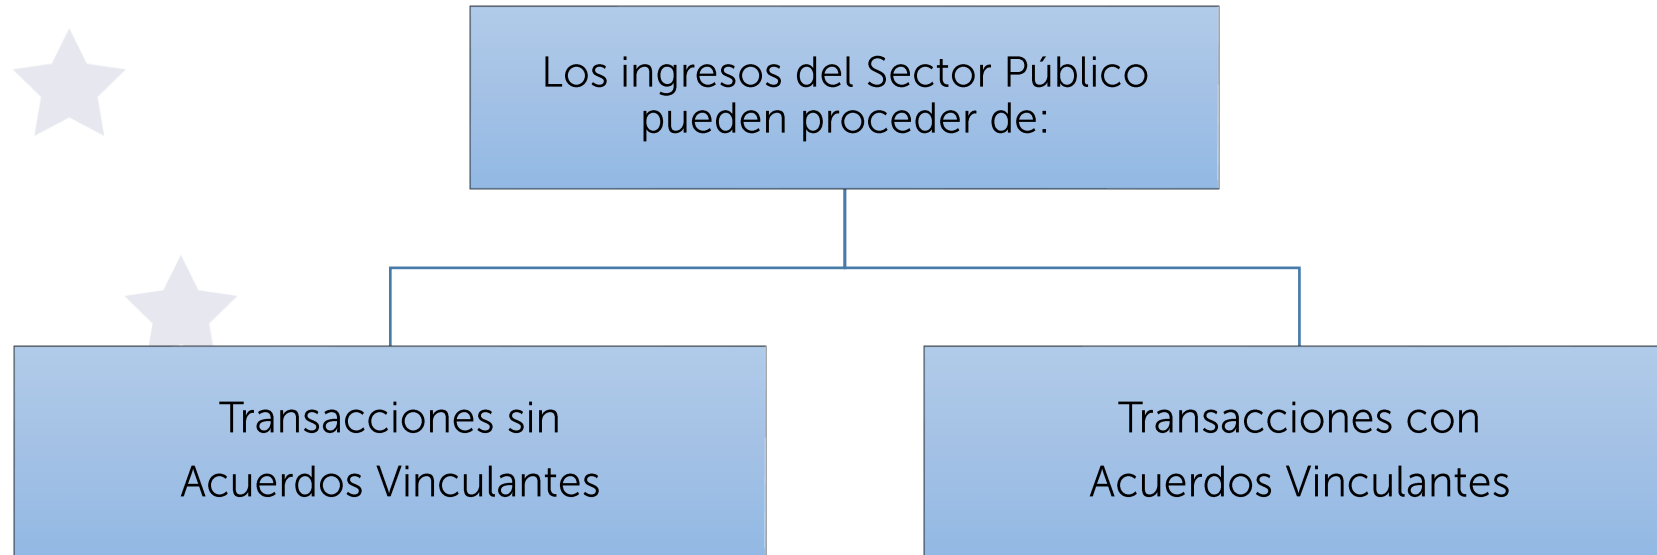 Los ingresos del Sector Público
pueden proceder de:
Transacciones sin
Acuerdos Vinculantes
Transacciones con
Acuerdos Vinculantes